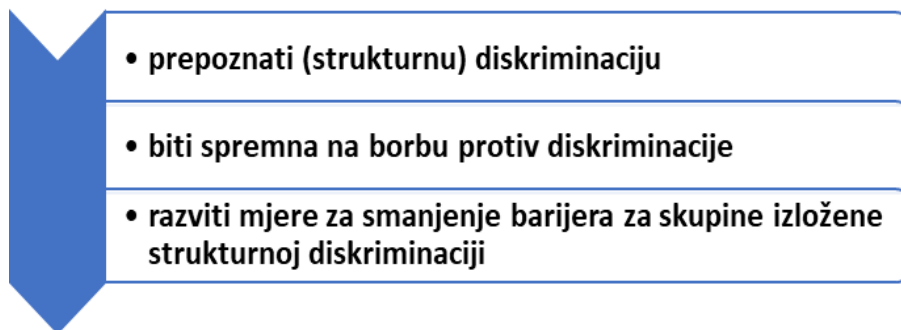 • prepoznati (strukturnu) diskriminaciju
• biti spremna na borbu protiv diskriminacije
• razviti mjere za smanjenje barijera za skupine izložene
strukturnoj diskriminaciji